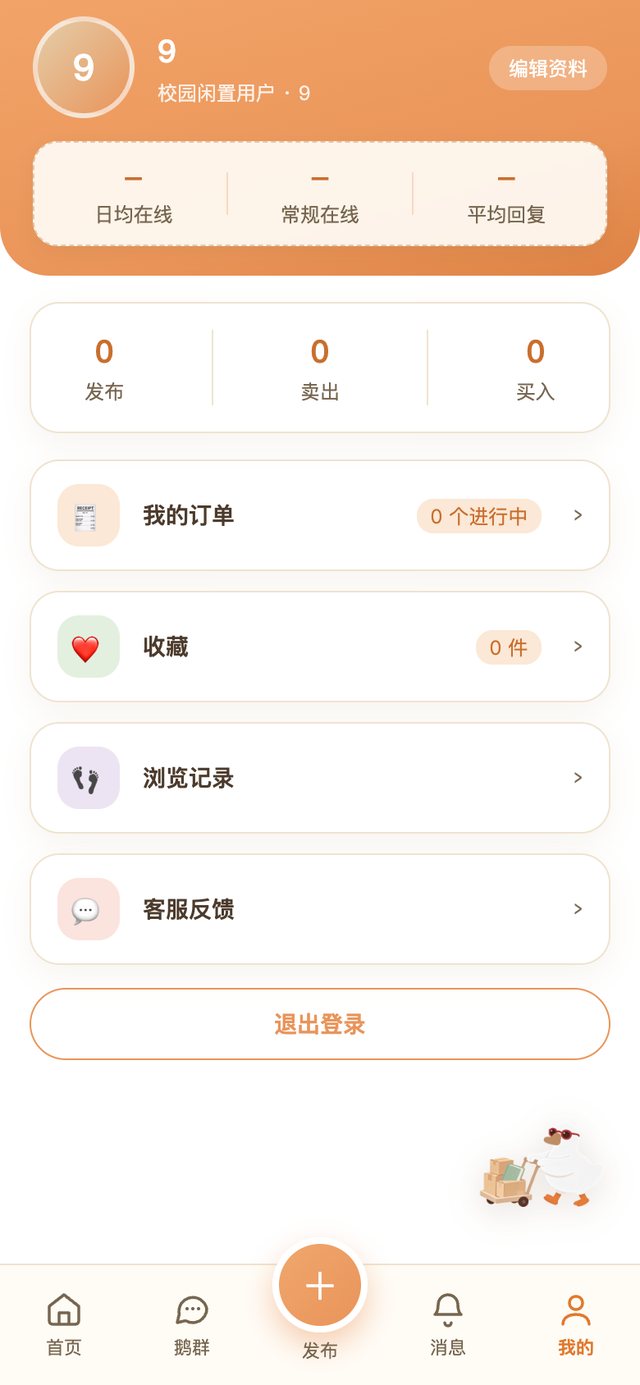 9
9
校园闲置用户 · 9
编辑资料
– – –
日均在线 常规在线 平均回复
0 0 0
发布 卖出 买入
RECEIPT
我的订单 0 个进行中 >
收藏 0 件 >
浏览记录 >
客服反馈 >
退出登录
首页 鹅群 发布 消息 我的